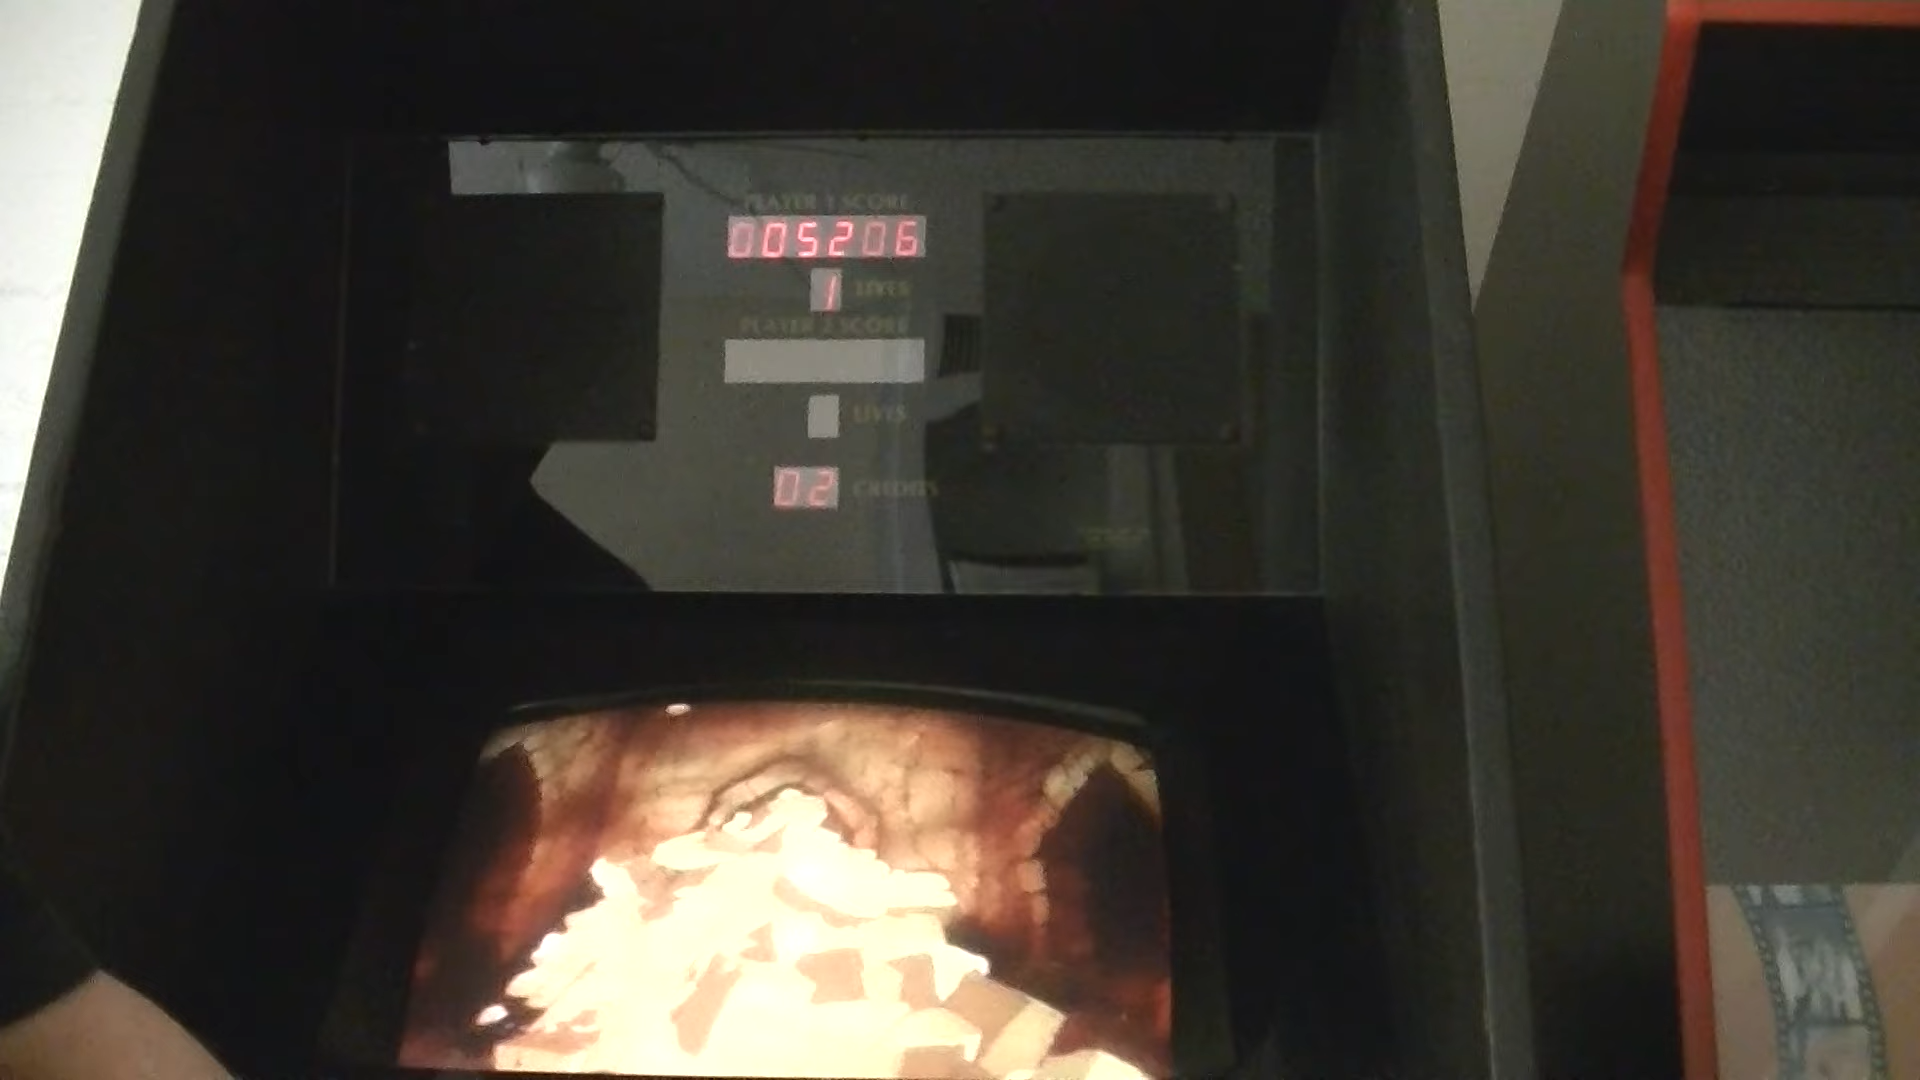 PLAYER 1 SCORE
005206
1 LIVES
PLAYER 2 SCORE
LIVES
02 CREDITS